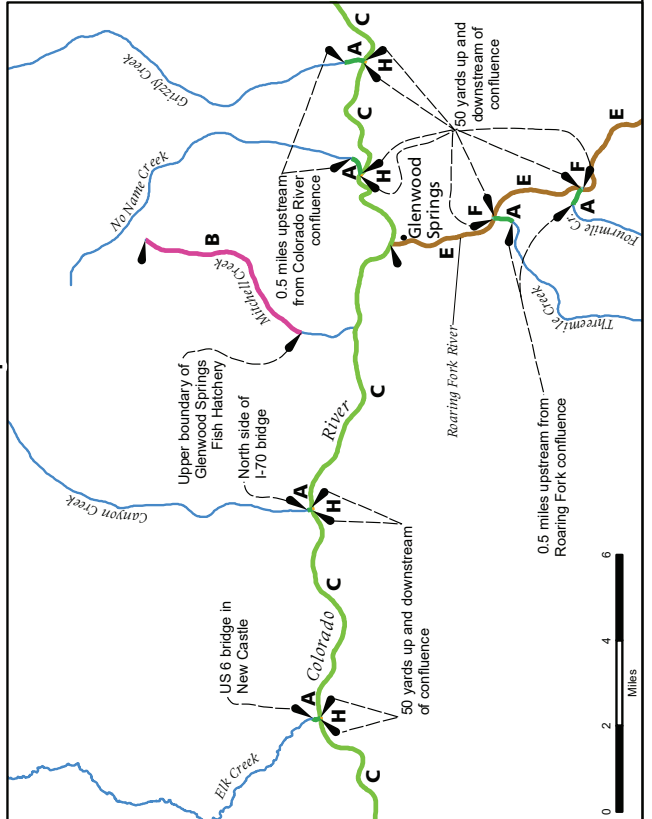 Grizzly Creek
No Name Creek
Mitchell Creek
B
C
A
H
C
A
H
0.5 miles upstream
from Colorado River
confluence
50 yards up and
downstream of
confluence
Glenwood
Springs
E
F
A
E
F
A
E
Fourmile Cr.
Threemile Creek
Roaring Fork River
Upper boundary of
Glenwood Springs
Fish Hatchery
Canyon Creek
North side of
I-70 bridge
A
H
River
C
0.5 miles upstream from
Roaring Fork confluence
US 6 bridge in
New Castle
Elk Creek
A
H
Colorado
C
C
50 yards up and downstream
of confluence
0
2
4
6
Miles